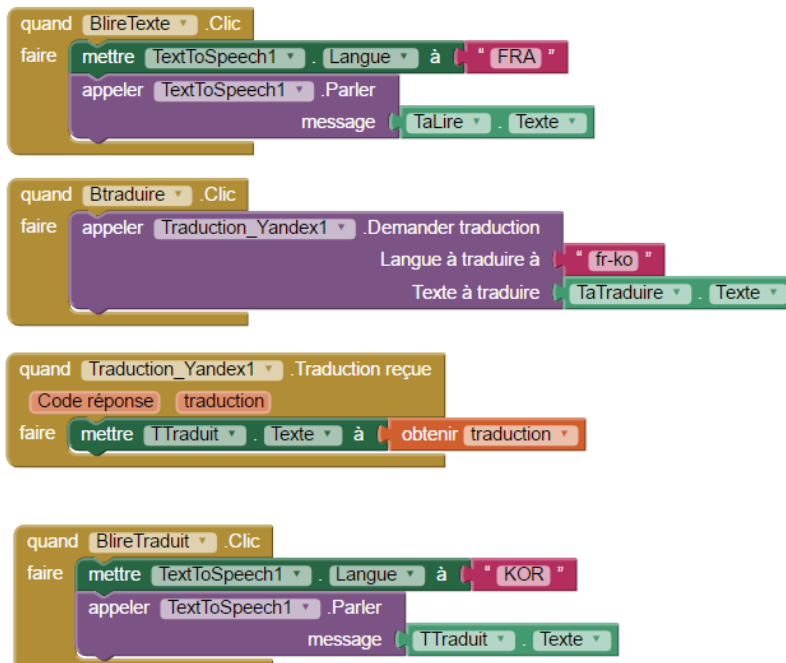 quand BlireTexte .Clic
faire mettre TextToSpeech1 . Langue à " FRA "
appeler TextToSpeech1 .Parler
message TaLire . Texte
quand Btraduire .Clic
faire appeler Traduction_Yandex1 .Demander traduction
Langue à traduire à " fr-ko "
Texte à traduire TaTraduire . Texte
quand Traduction_Yandex1 .Traduction reçue
Code réponse traduction
faire mettre TTraduit . Texte à obtenir traduction
quand BlireTraduit .Clic
faire mettre TextToSpeech1 . Langue à " KOR "
appeler TextToSpeech1 .Parler
message TTraduit . Texte